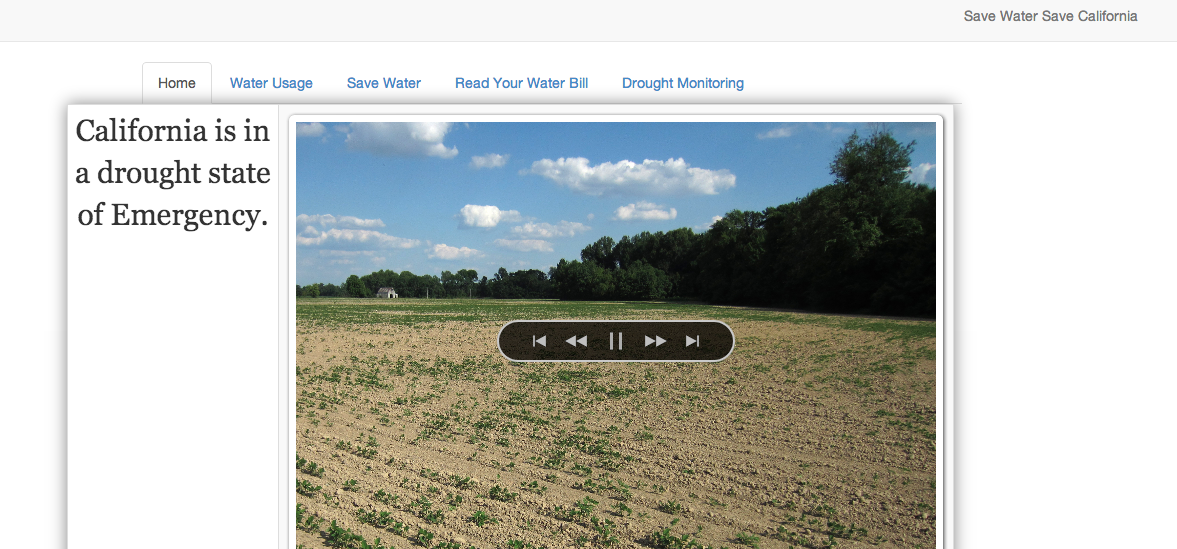 Save Water Save California
Home Water Usage Save Water Read Your Water Bill Drought Monitoring
California is in
a drought state
of Emergency.